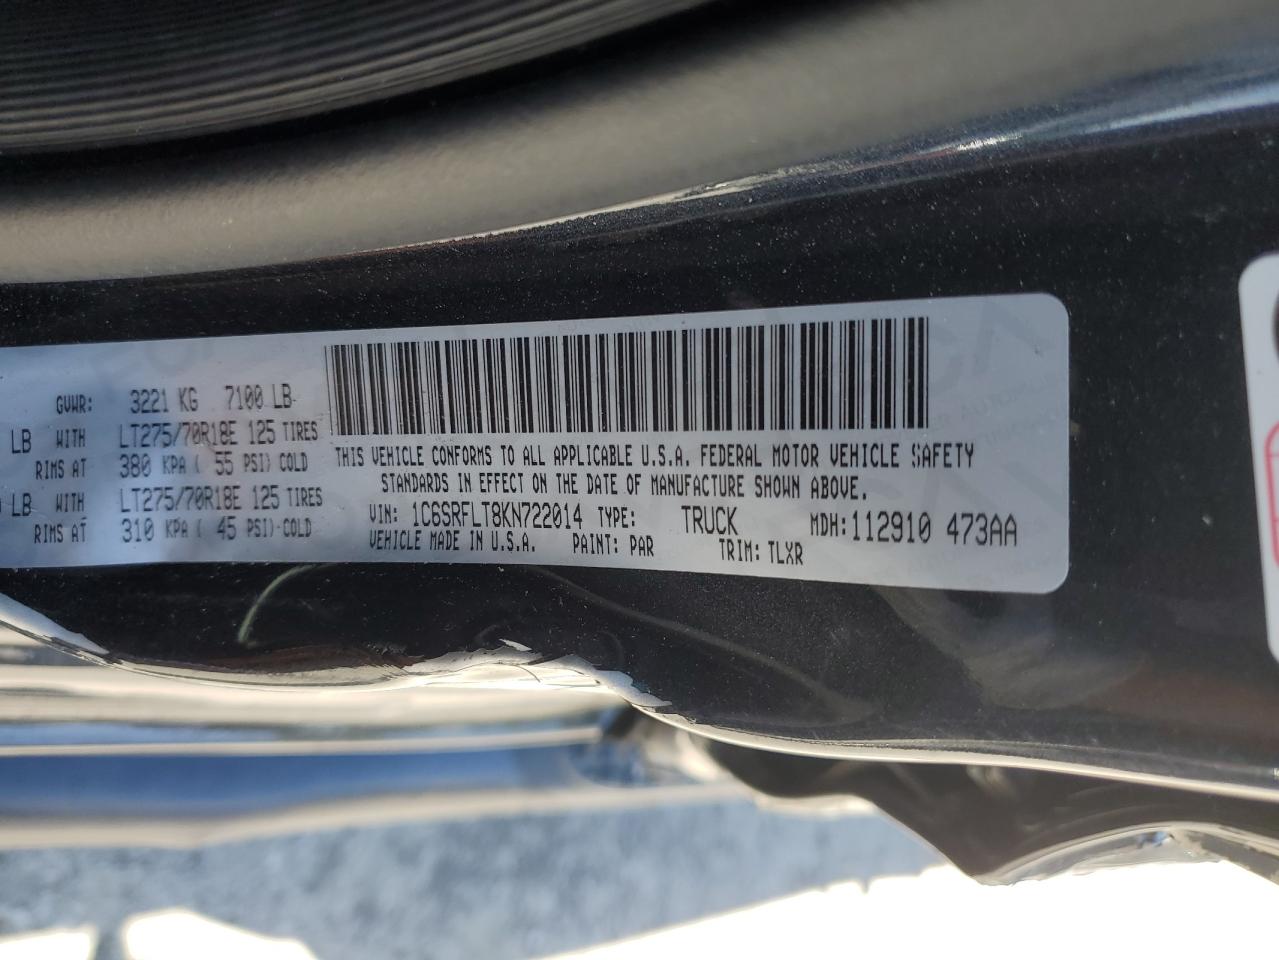 GVWR: 3221 KG 7100 LB
LB WITH LT275/70R18E 125 TIRES
RIMS AT 380 KPA ( 55 PSI) COLD
LB WITH LT275/70R18E 125 TIRES
RIMS AT 310 KPA ( 45 PSI) COLD
THIS VEHICLE CONFORMS TO ALL APPLICABLE U.S.A. FEDERAL MOTOR VEHICLE SAFETY
STANDARDS IN EFFECT ON THE DATE OF MANUFACTURE SHOWN ABOVE.
VIN: 1C6SRFLT8KN722014 TYPE: TRUCK MDH: 112910 473AA
VEHICLE MADE IN U.S.A. PAINT: PAR TRIM: TLXR